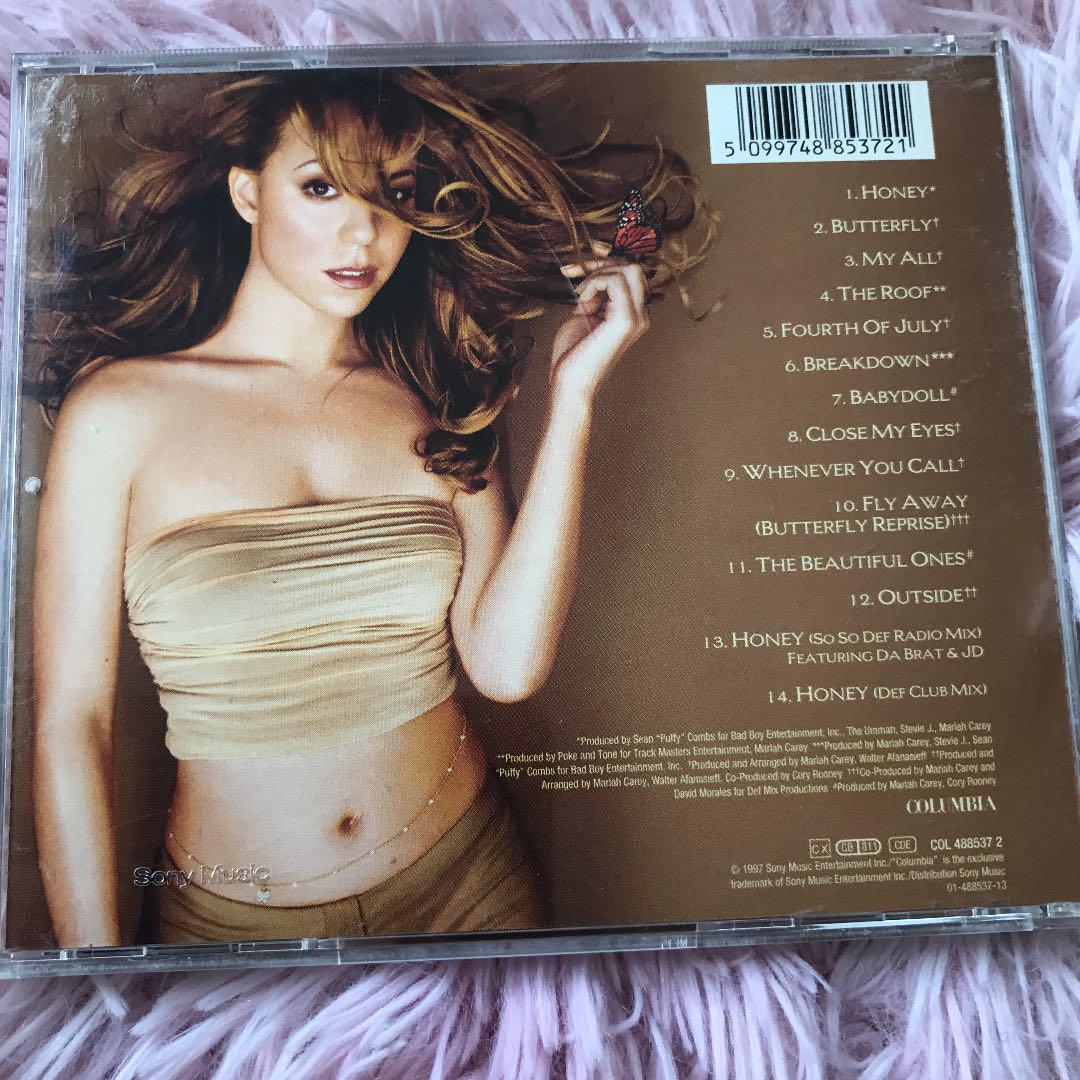 5 099748 853721
1. HONEY*
2. BUTTERFLY†
3. MY ALL†
4. THE ROOF**
5. FOURTH OF JULY†
6. BREAKDOWN***
7. BABYDOLL#
8. CLOSE MY EYES†
9. WHENEVER YOU CALL†
10. FLY AWAY
(BUTTERFLY REPRISE)†††
11. THE BEAUTIFUL ONES#
12. OUTSIDE††
13. HONEY (SO SO DEF RADIO MIX)
FEATURING DA BRAT & JD
14. HONEY (DEF CLUB MIX)
*Produced by Sean "Puffy" Combs for Bad Boy Entertainment, Inc., The Ummah, Stevie J., Mariah Carey
**Produced by Poke and Tone for Track Masters Entertainment, Mariah Carey ***Produced by Mariah Carey, Stevie J., Sean
"Puffy" Combs for Bad Boy Entertainment, Inc. †Produced and Arranged by Mariah Carey, Walter Afanasieff ††Produced and
Arranged by Mariah Carey, Walter Afanasieff. Co-Produced by Cory Rooney †††Co-Produced by Mariah Carey and
David Morales for Def Mix Productions #Produced by Mariah Carey, Cory Rooney
COLUMBIA
CX CB 811 CDE COL 488537 2
Sony Music
© 1997 Sony Music Entertainment Inc./"Columbia" is the exclusive
trademark of Sony Music Entertainment Inc./Distribution Sony Music
01-488537-13